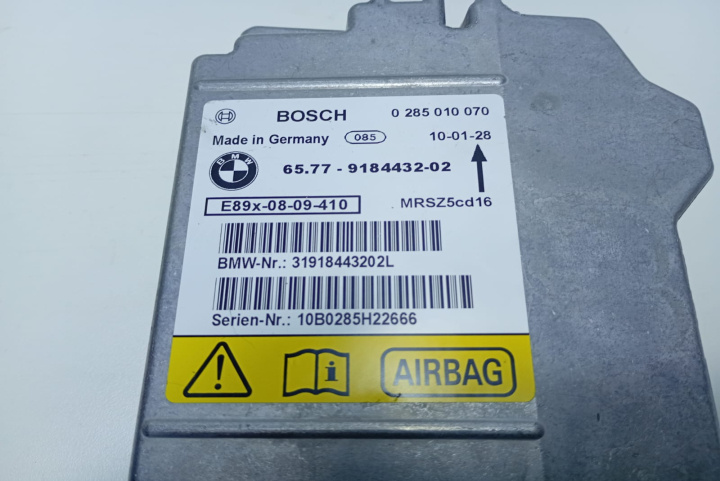 BOSCH 0 285 010 070
Made in Germany 085 10-01-28
BMW 65.77 - 9184432-02
E89x-08-09-410 MRSZ5cd16
BMW-Nr.: 31918443202L
Serien-Nr.: 10B0285H22666
AIRBAG